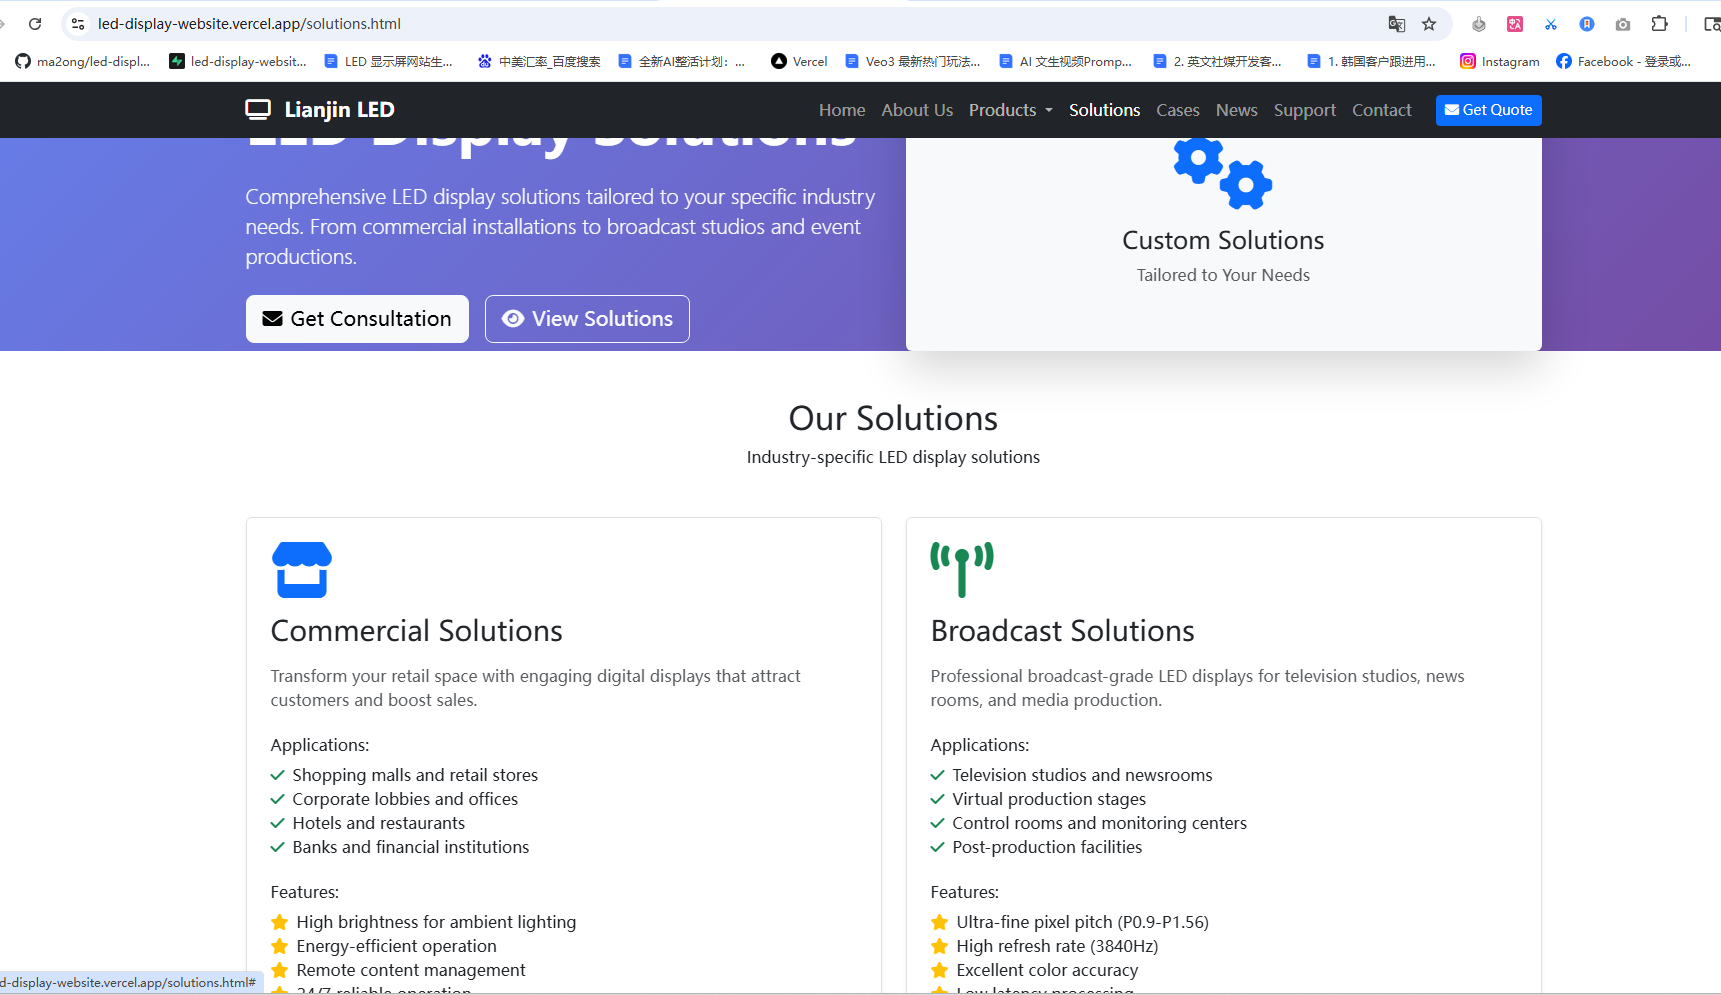 led-display-website.vercel.app/solutions.html
ma2ong/led-displ...
led-display-websit...
LED 显示屏网站生...
中美汇率_百度搜索
全新AI整活计划：...
Vercel
Veo3 最新热门玩法...
AI 文生视频Promp...
2. 英文社媒开发客...
1. 韩国客户跟进用...
Instagram
Facebook - 登录或...
Lianjin LED
Home
About Us
Products
Solutions
Cases
News
Support
Contact
Get Quote
LED Display Solutions
Comprehensive LED display solutions tailored to your specific industry
needs. From commercial installations to broadcast studios and event
productions.
Get Consultation
View Solutions
Custom Solutions
Tailored to Your Needs
Our Solutions
Industry-specific LED display solutions
Commercial Solutions
Transform your retail space with engaging digital displays that attract
customers and boost sales.
Applications:
Shopping malls and retail stores
Corporate lobbies and offices
Hotels and restaurants
Banks and financial institutions
Features:
High brightness for ambient lighting
Energy-efficient operation
Remote content management
24/7 reliable operation
Broadcast Solutions
Professional broadcast-grade LED displays for television studios, news
rooms, and media production.
Applications:
Television studios and newsrooms
Virtual production stages
Control rooms and monitoring centers
Post-production facilities
Features:
Ultra-fine pixel pitch (P0.9-P1.56)
High refresh rate (3840Hz)
Excellent color accuracy
Low latency processing
d-display-website.vercel.app/solutions.html#